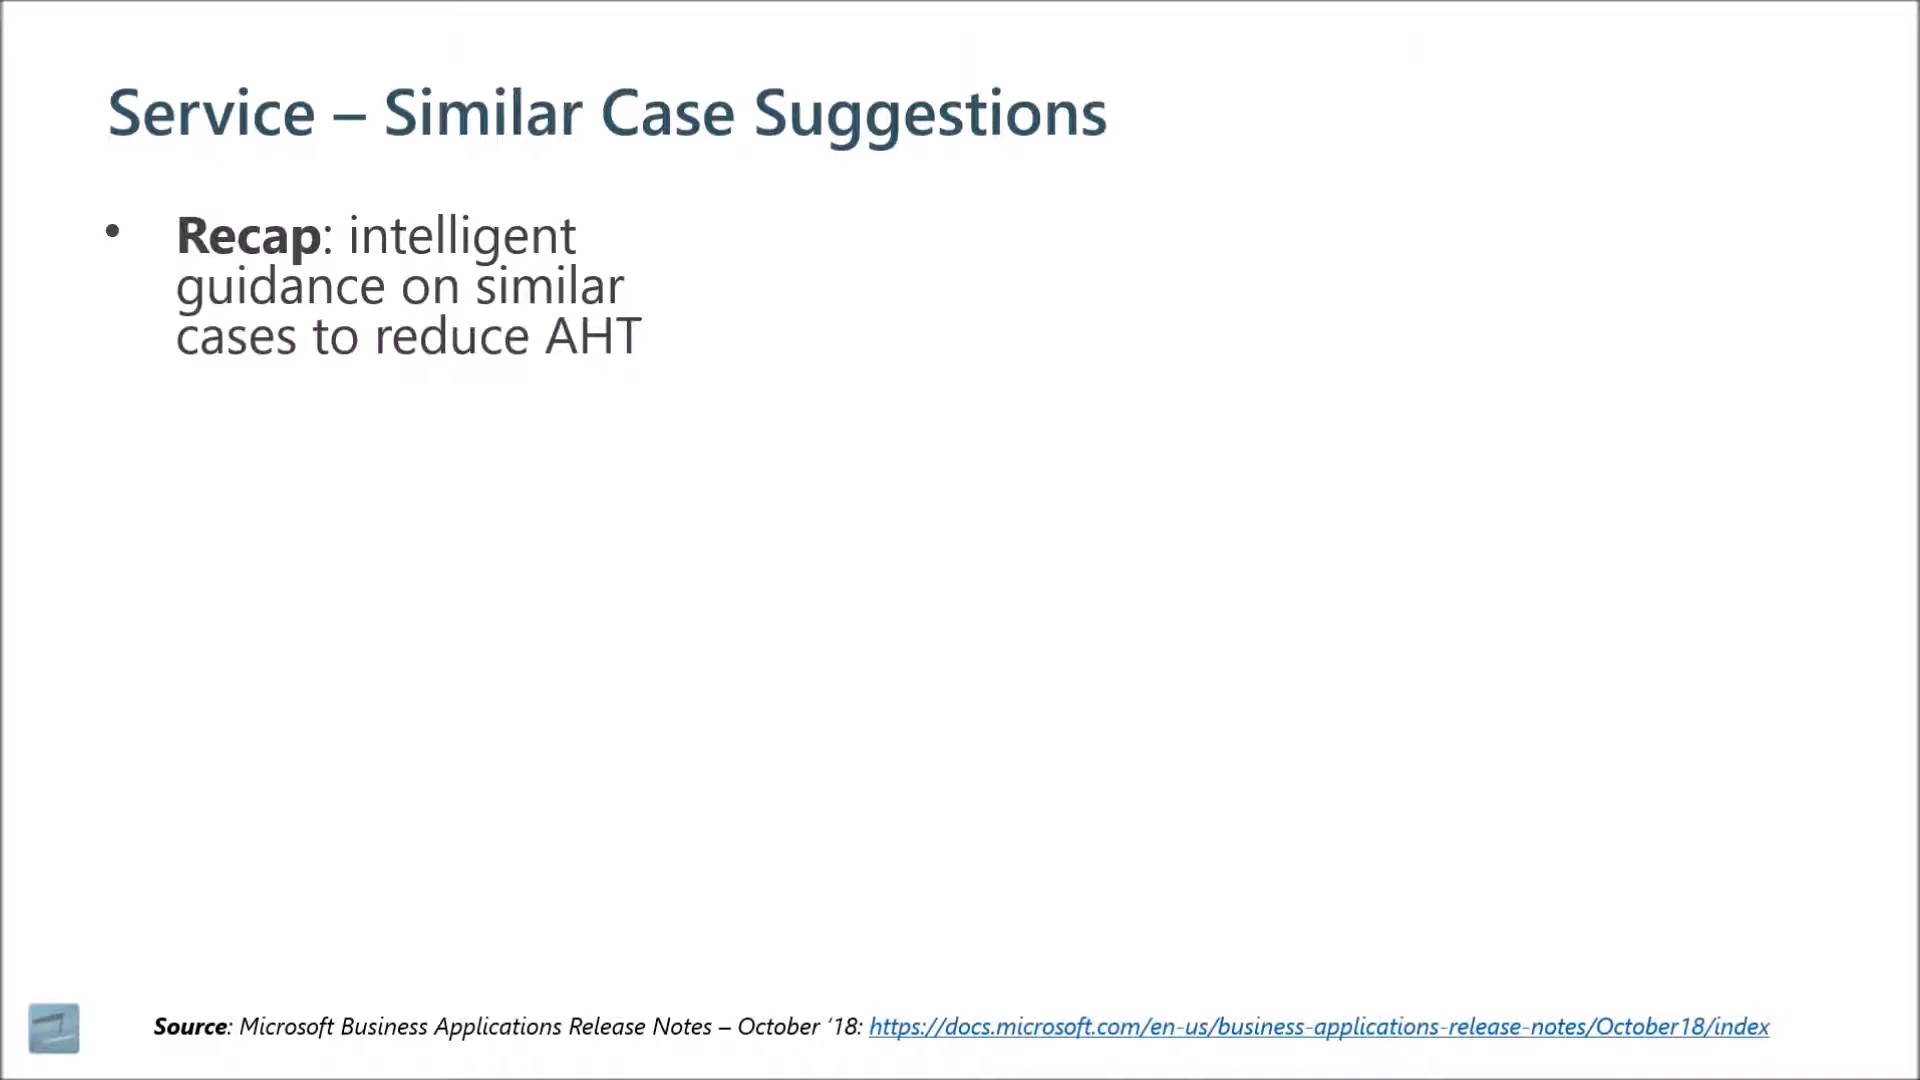 Service – Similar Case Suggestions
• Recap: intelligent
guidance on similar
cases to reduce AHT
Source: Microsoft Business Applications Release Notes – October ‘18: https://docs.microsoft.com/en-us/business-applications-release-notes/October18/index